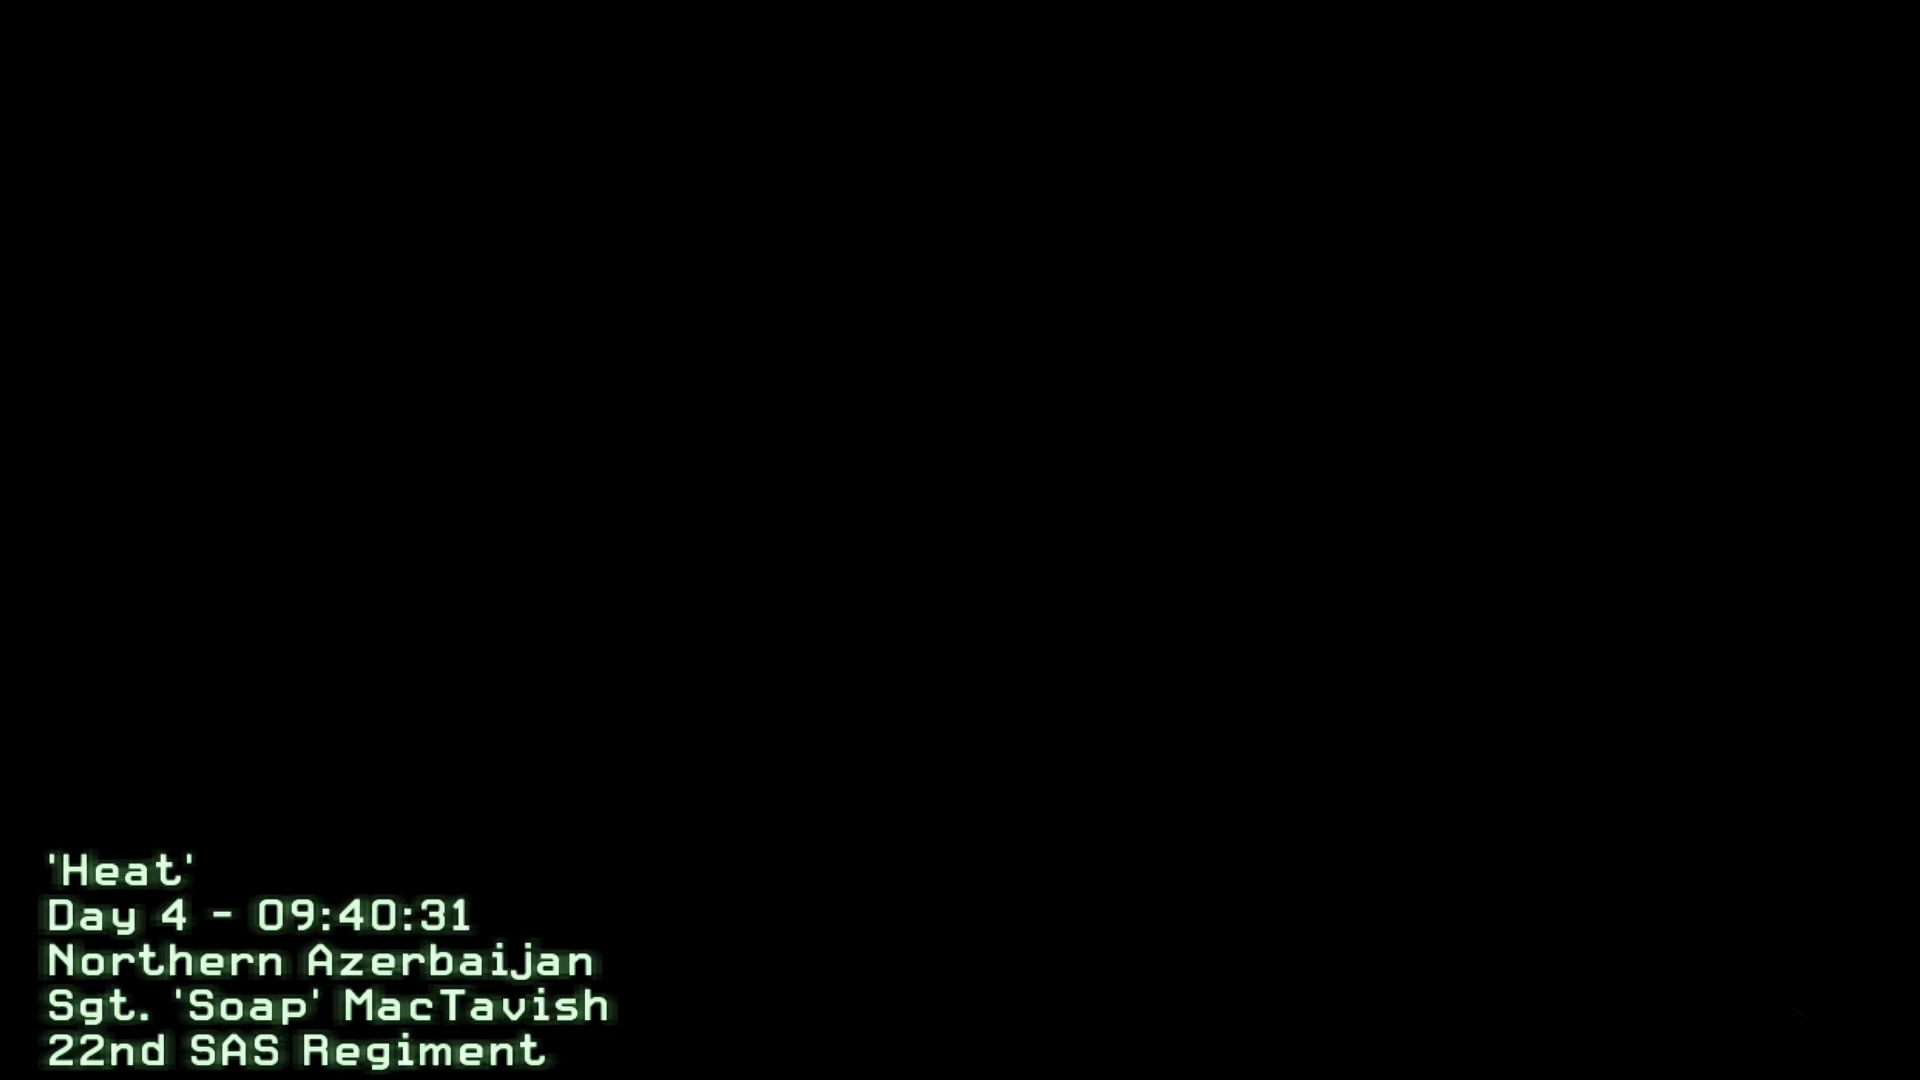 'Heat'
Day 4 - 09:40:31
Northern Azerbaijan
Sgt. 'Soap' MacTavish
22nd SAS Regiment